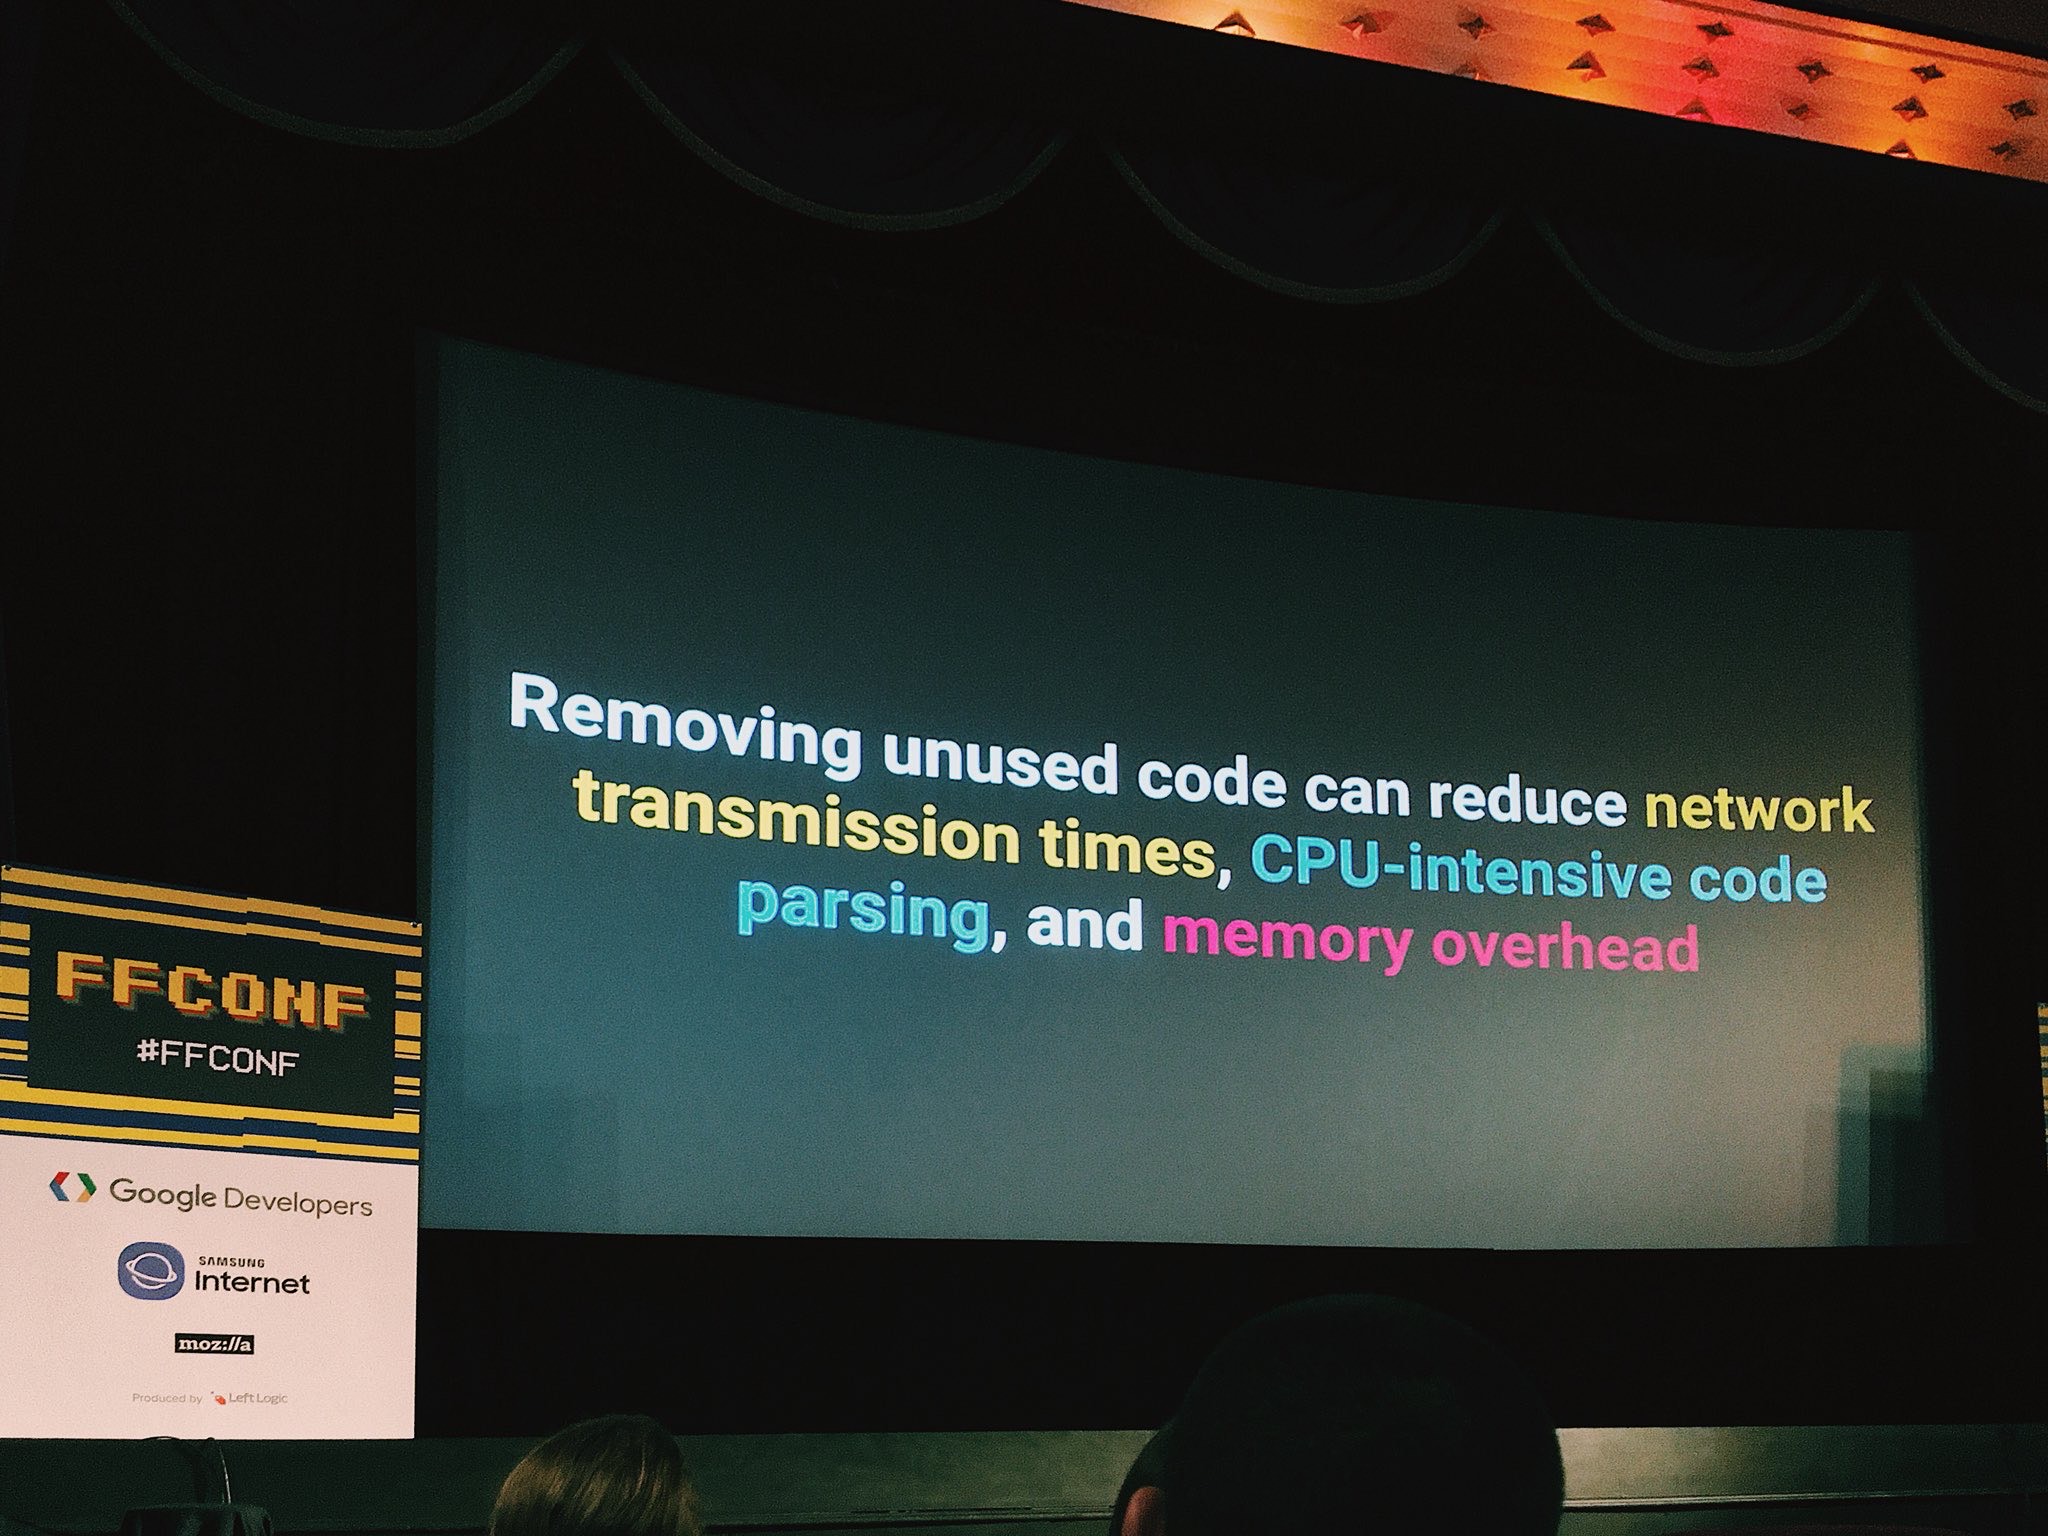 Removing unused code can reduce network
transmission times, CPU-intensive code
parsing, and memory overhead
FFCONF
#FFCONF
Google Developers
SAMSUNG
Internet
moz://a
Produced by Left Logic